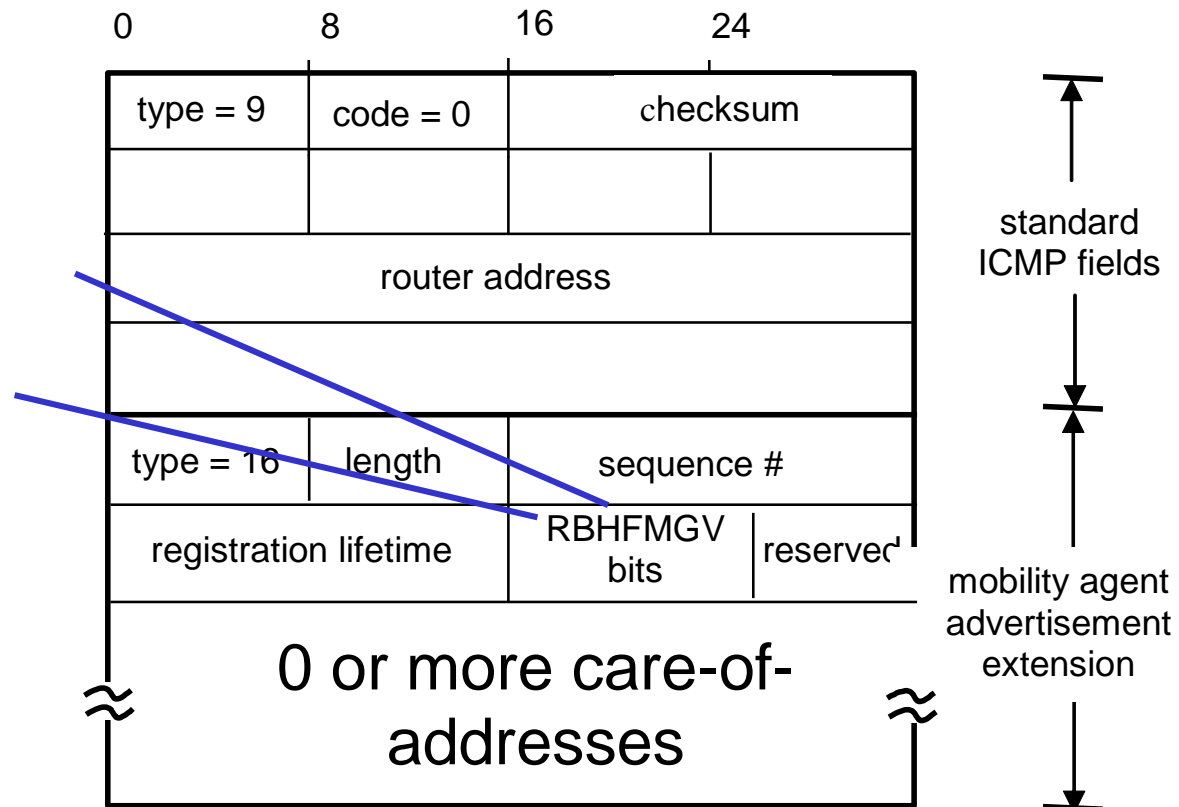 0 8 16 24
type = 9 code = 0 checksum
standard
ICMP fields
router address
type = 16 length sequence #
registration lifetime RBHFMGV
bits reserved
mobility agent
advertisement
extension
0 or more care-of-
addresses